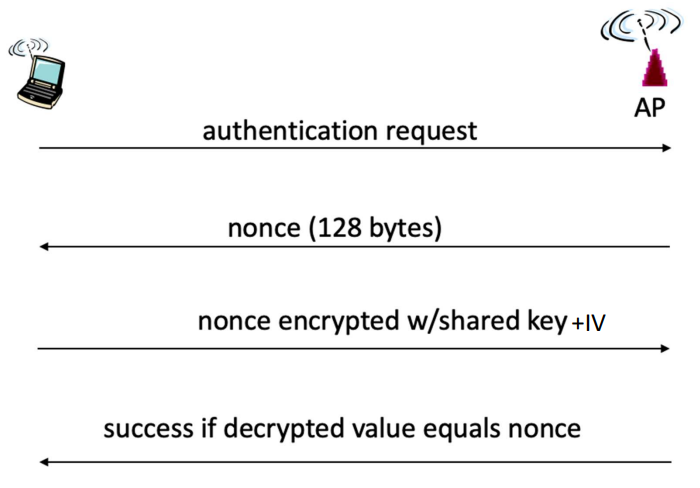 AP
authentication request
nonce (128 bytes)
nonce encrypted w/shared key +IV
success if decrypted value equals nonce